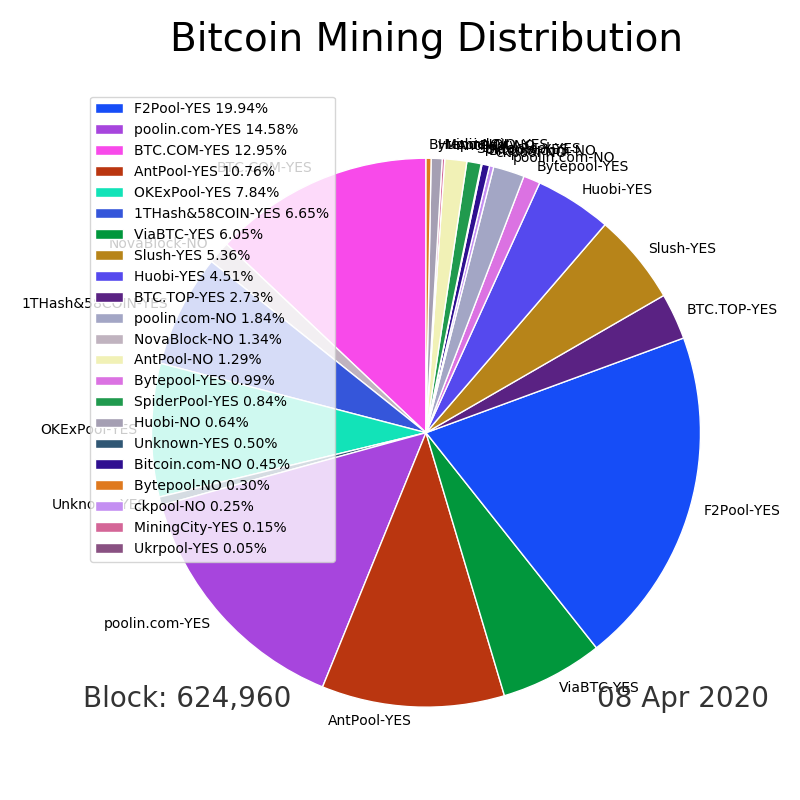 Bitcoin Mining Distribution
F2Pool-YES 19.94%
poolin.com-YES 14.58%
BTC.COM-YES 12.95%
AntPool-YES 10.76%
OKExPool-YES 7.84%
1THash&58COIN-YES 6.65%
ViaBTC-YES 6.05%
Slush-YES 5.36%
Huobi-YES 4.51%
BTC.TOP-YES 2.73%
poolin.com-NO 1.84%
NovaBlock-NO 1.34%
AntPool-NO 1.29%
Bytepool-YES 0.99%
SpiderPool-YES 0.84%
Huobi-NO 0.64%
Unknown-YES 0.50%
Bitcoin.com-NO 0.45%
Bytepool-NO 0.30%
ckpool-NO 0.25%
MiningCity-YES 0.15%
Ukrpool-YES 0.05%
BTC.COM-YES
NovaBlock-NO
1THash&58COIN-YES
OKExPool-YES
Unknown-YES
poolin.com-YES
AntPool-YES
ViaBTC-YES
F2Pool-YES
BTC.TOP-YES
Slush-YES
Huobi-YES
Bytepool-YES
poolin.com-NO
Block: 624,960
08 Apr 2020